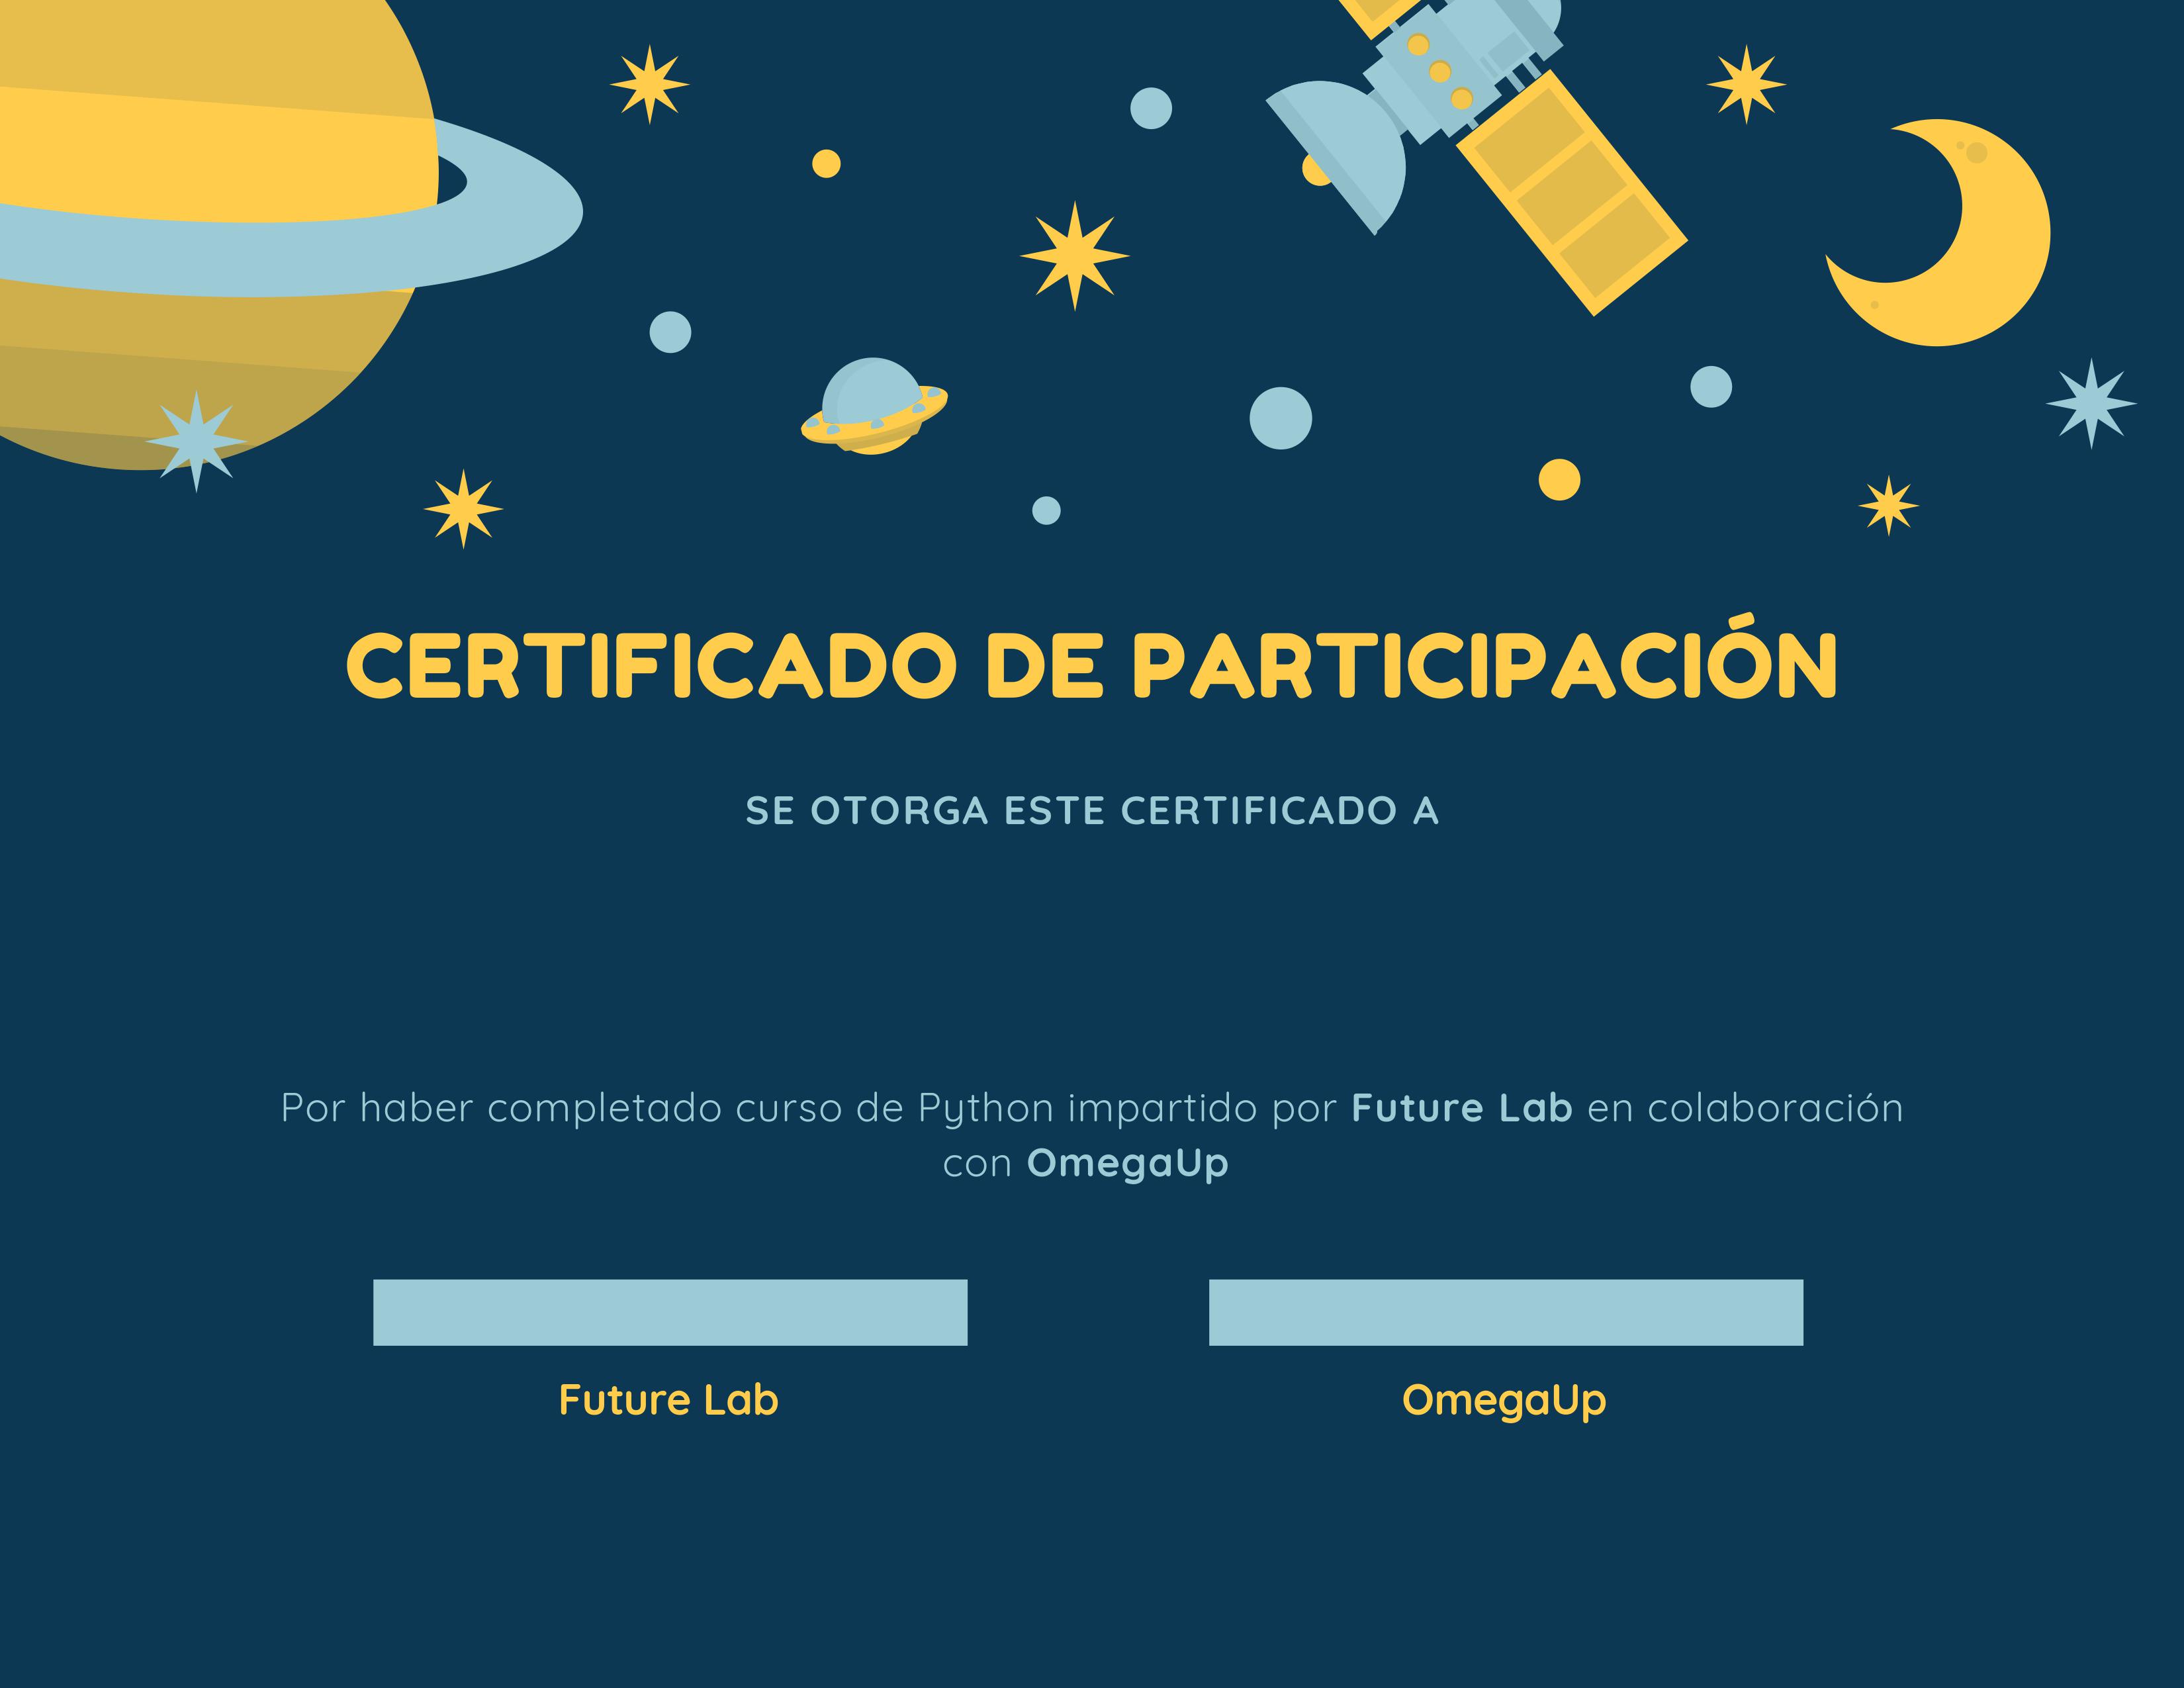 CERTIFICADO DE PARTICIPACIÓN
SE OTORGA ESTE CERTIFICADO A
Por haber completado curso de Python impartido por Future Lab en colaboración
con OmegaUp
Future Lab
OmegaUp